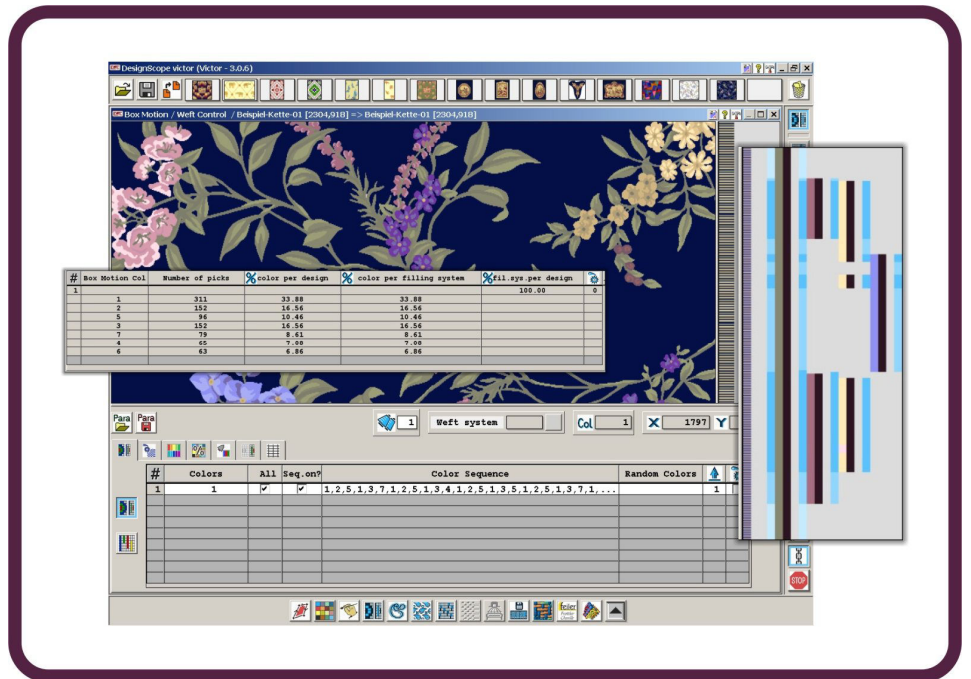 DesignScope victor (Victor - 3.0.6)
Box Motion / Weft Control / Beispiel-Kette-01 [2304,918] => Beispiel-Kette-01 [2304,918]
# Box Motion Col Number of picks % color per design % color per filling system % fil.sys.per design
1 100.00 0
1 311 33.88 33.88
2 152 16.56 16.56
5 96 10.46 10.46
3 152 16.56 16.56
7 79 8.61 8.61
4 65 7.08 7.08
6 63 6.86 6.86
Para Para 1 Weft system Col 1 X 1797 Y
# Colors All Seq.on? Color Sequence Random Colors
1 1 1,2,5,1,3,7,1,2,5,1,3,4,1,2,5,1,3,5,1,2,5,1,3,7,1,... 1
STOP
feiler